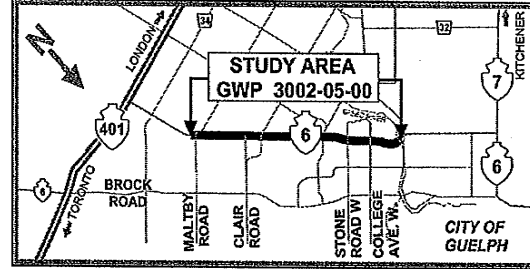 N
LONDON
34
32
KITCHENER
STUDY AREA
GWP 3002-05-00
7
401
6
6
6
TORONTO
BROCK
ROAD
MALTBY
ROAD
CLAIR
ROAD
STONE
ROAD W
COLLEGE
AVE. W.
CITY OF
GUELPH